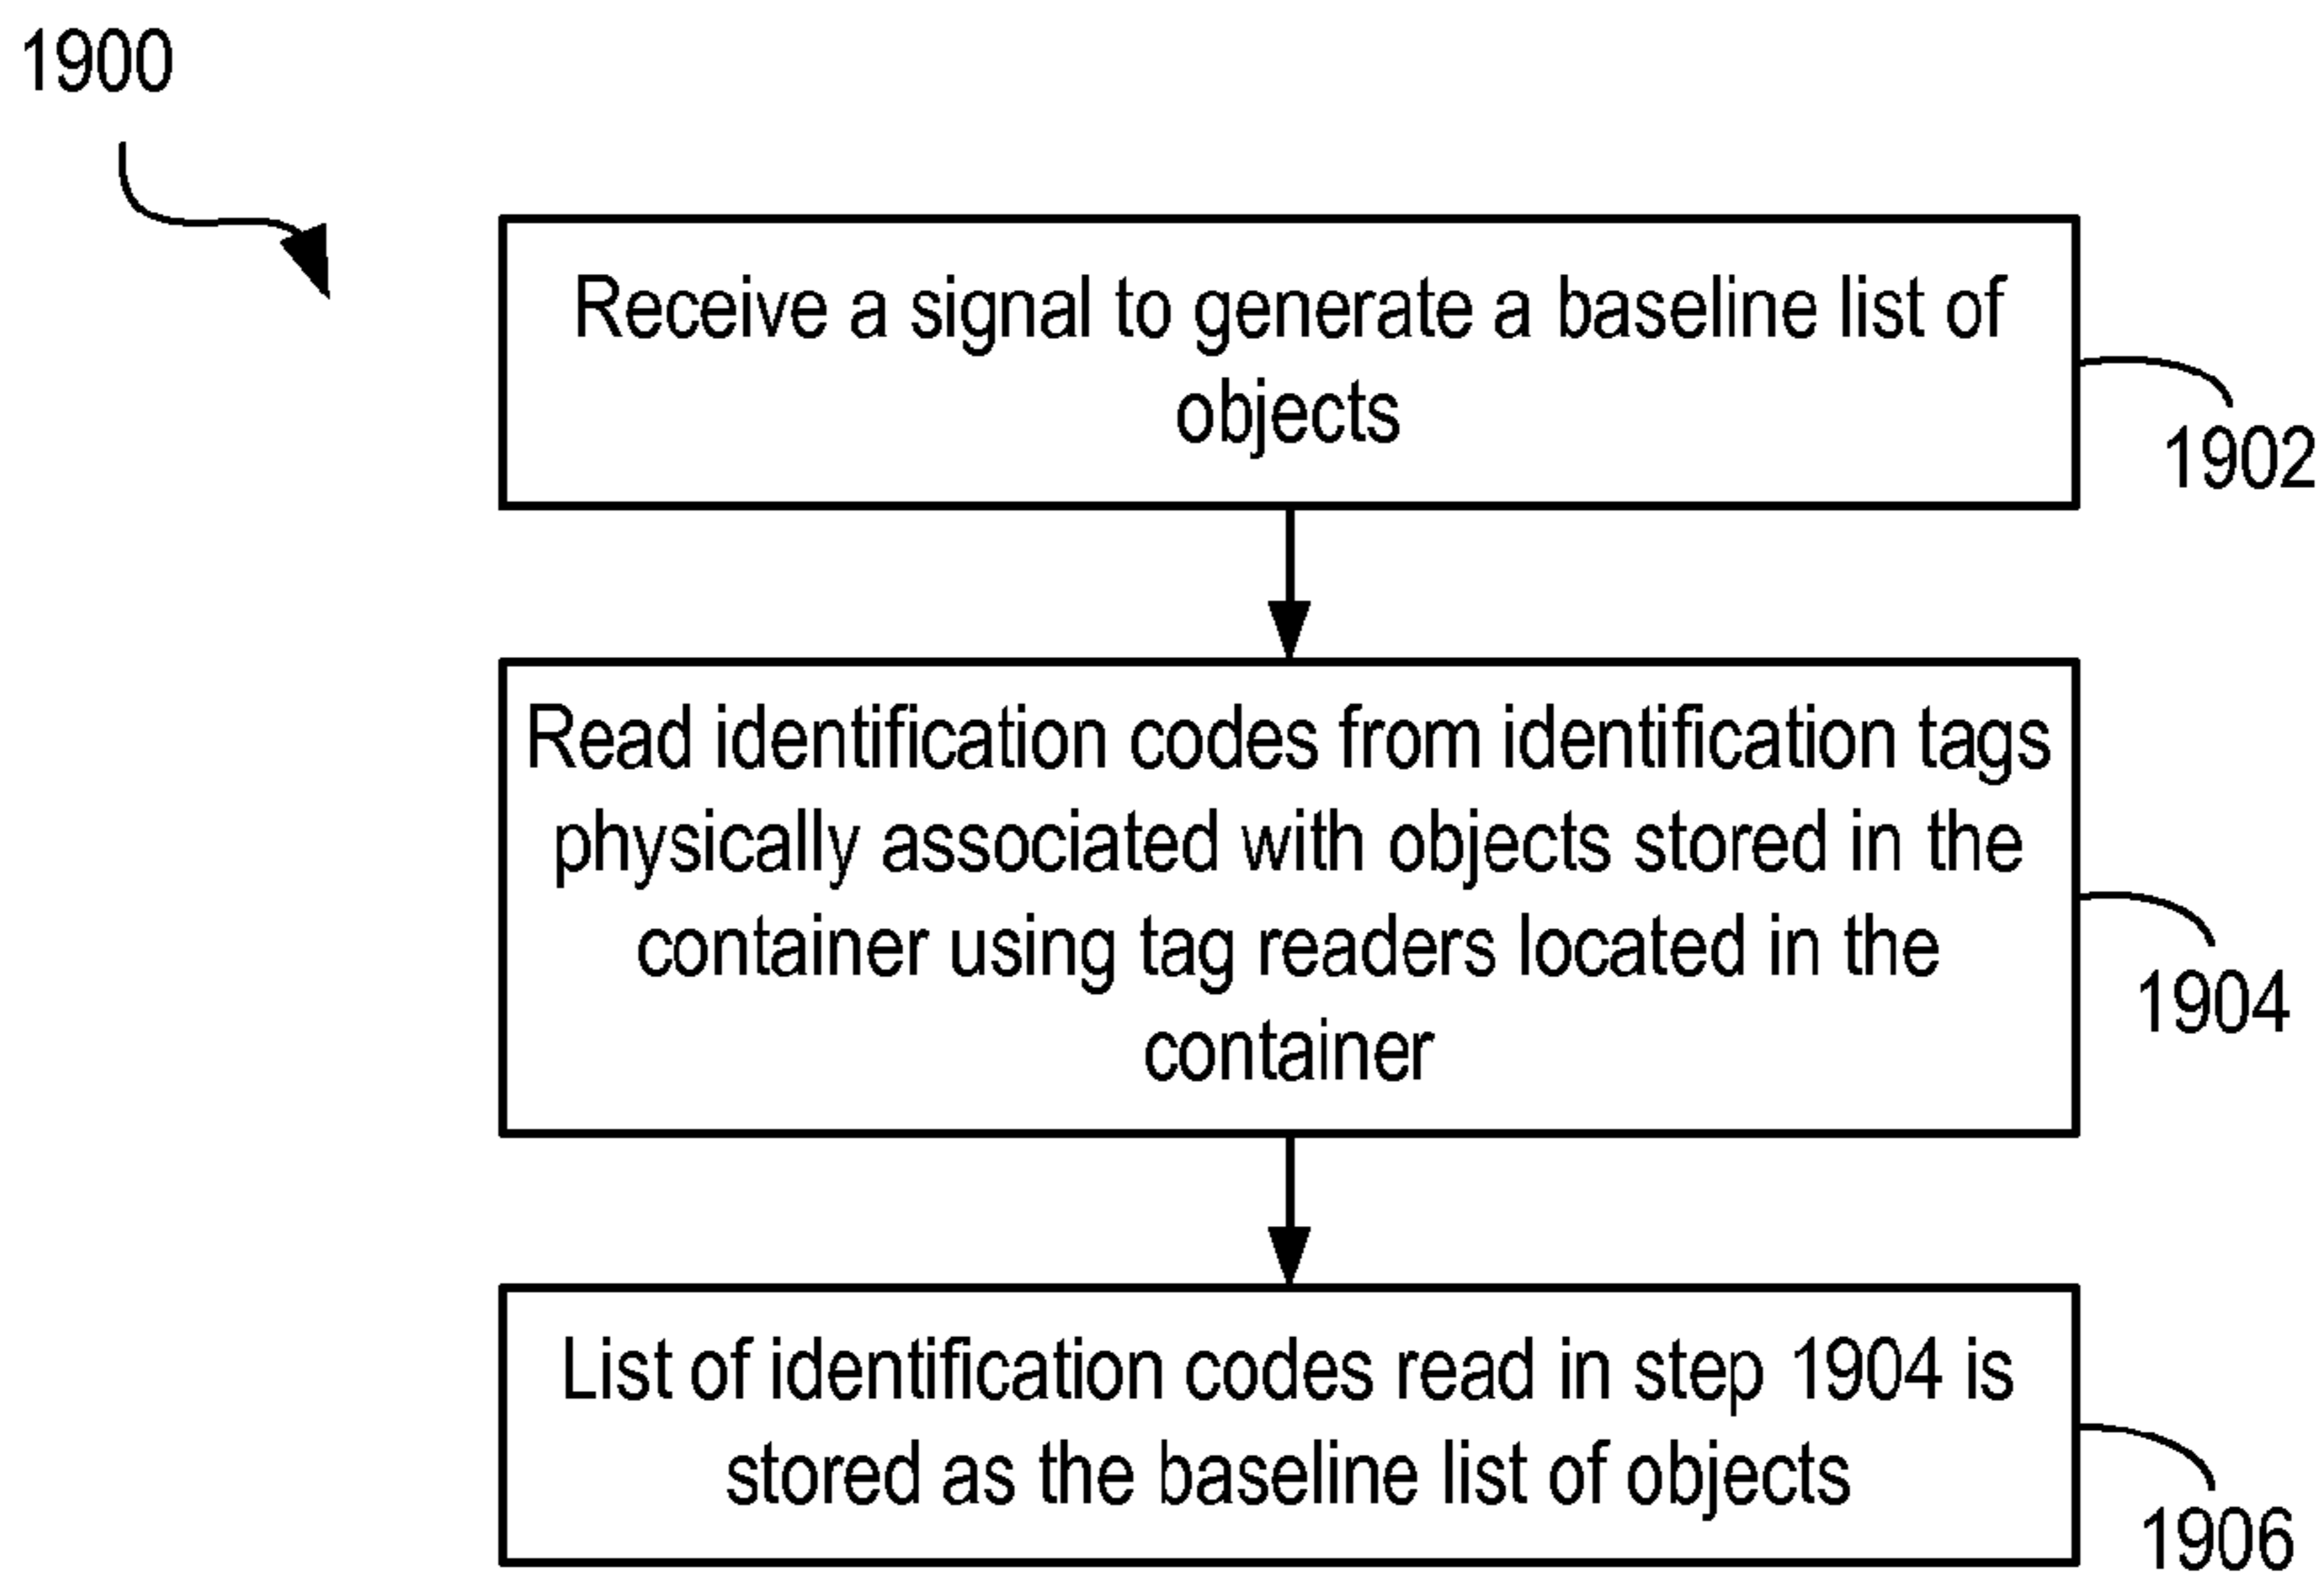 1900
Receive a signal to generate a baseline list of
objects
1902
Read identification codes from identification tags
physically associated with objects stored in the
container using tag readers located in the
container
1904
List of identification codes read in step 1904 is
stored as the baseline list of objects
1906